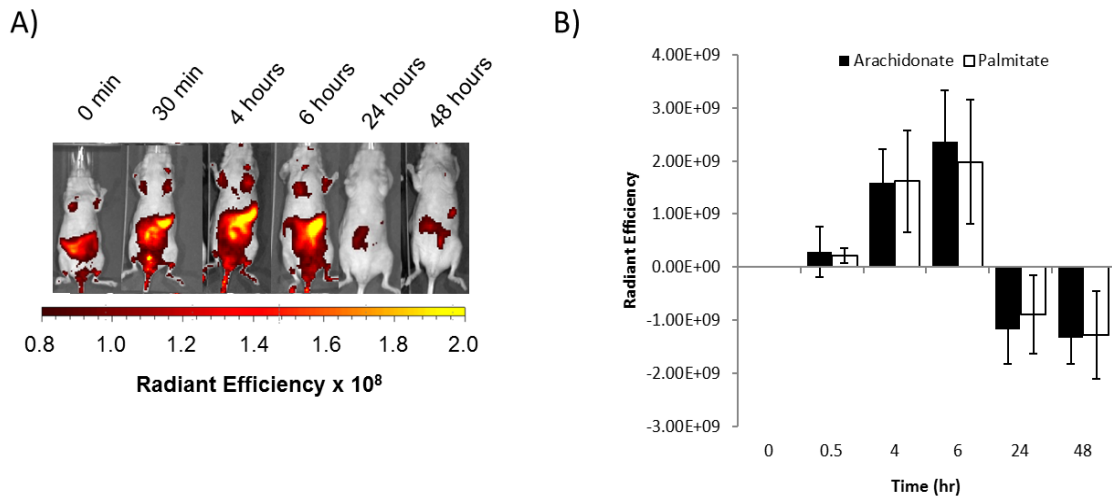 A)
0 min
30 min
4 hours
6 hours
24 hours
48 hours
0.8 1.0 1.2 1.4 1.6 1.8 2.0
Radiant Efficiency x 10⁸
B)
Arachidonate Palmitate
Radiant Efficiency
4.00E+09
3.00E+09
2.00E+09
1.00E+09
0.00E+00
-1.00E+09
-2.00E+09
-3.00E+09
0 0.5 4 6 24 48
Time (hr)